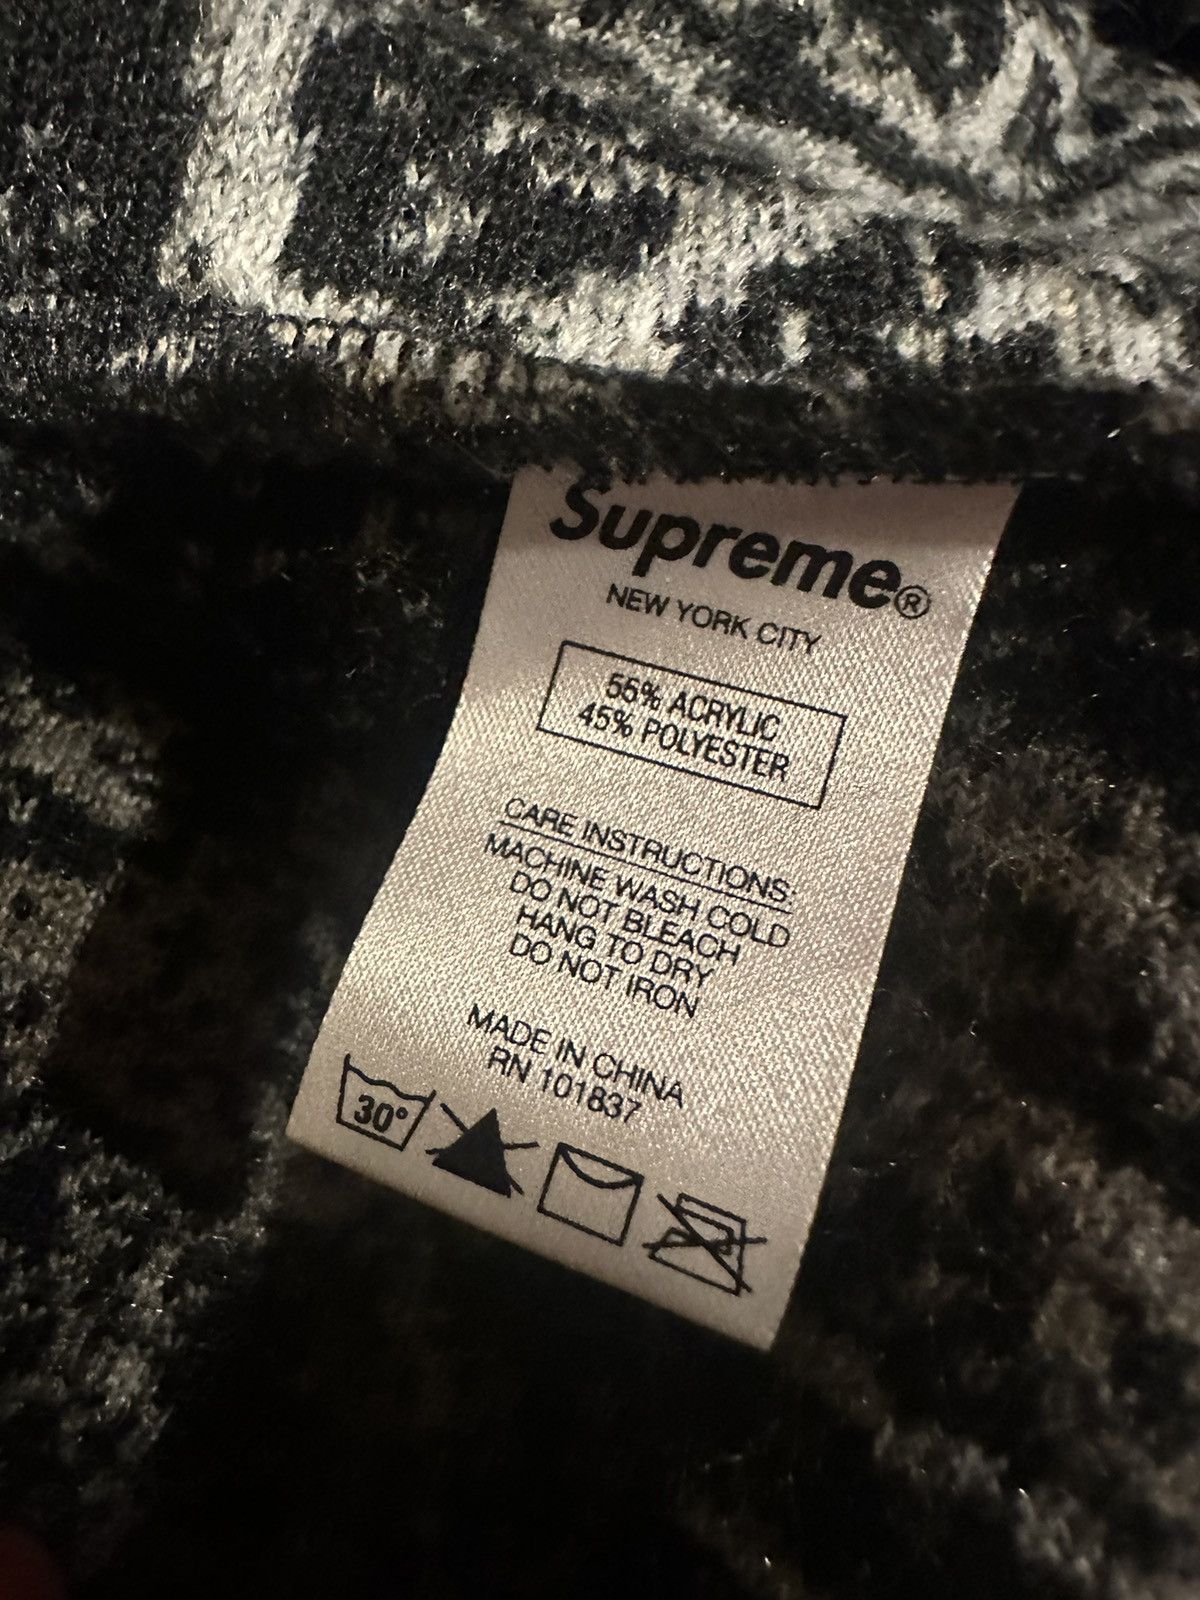 Supreme®
NEW YORK CITY
55% ACRYLIC
45% POLYESTER
CARE INSTRUCTIONS:
MACHINE WASH COLD
DO NOT BLEACH
HANG TO DRY
DO NOT IRON
MADE IN CHINA
RN 101837
30°